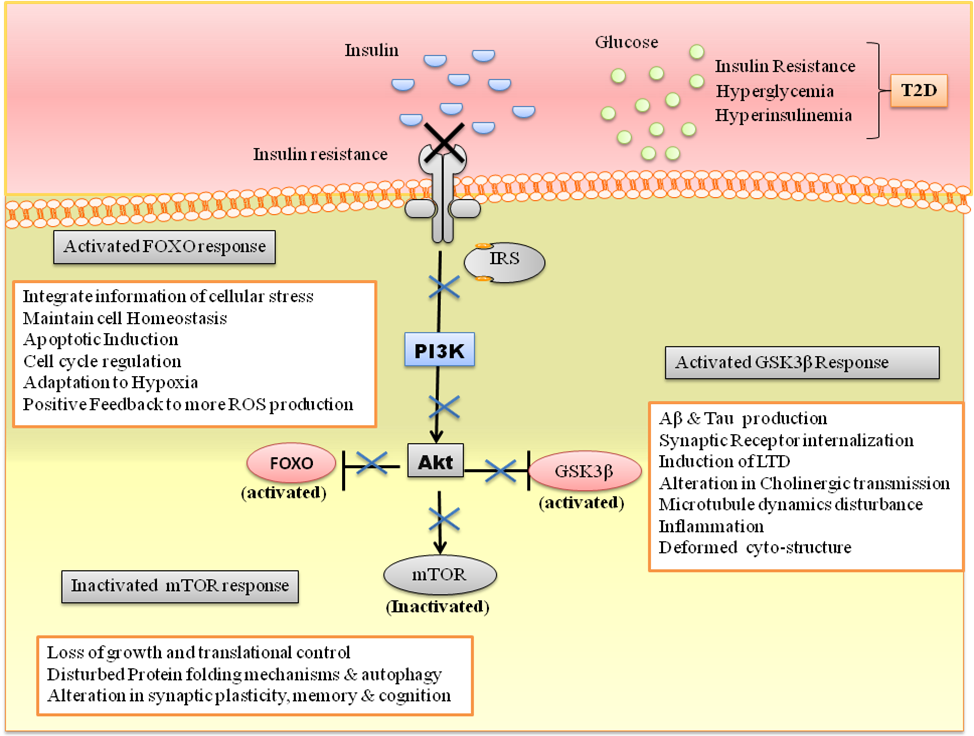 Insulin
Glucose
Insulin Resistance
Hyperglycemia
Hyperinsulinemia
T2D
Insulin resistance
Activated FOXO response
IRS
Integrate information of cellular stress
Maintain cell Homeostasis
Apoptotic Induction
Cell cycle regulation
Adaptation to Hypoxia
Positive Feedback to more ROS production
PI3K
Activated GSK3β Response
Aβ & Tau production
Synaptic Receptor internalization
Induction of LTD
Alteration in Cholinergic transmission
Microtubule dynamics disturbance
Inflammation
Deformed cyto-structure
FOXO
(activated)
Akt
GSK3β
(activated)
mTOR
(Inactivated)
Inactivated mTOR response
Loss of growth and translational control
Disturbed Protein folding mechanisms & autophagy
Alteration in synaptic plasticity, memory & cognition